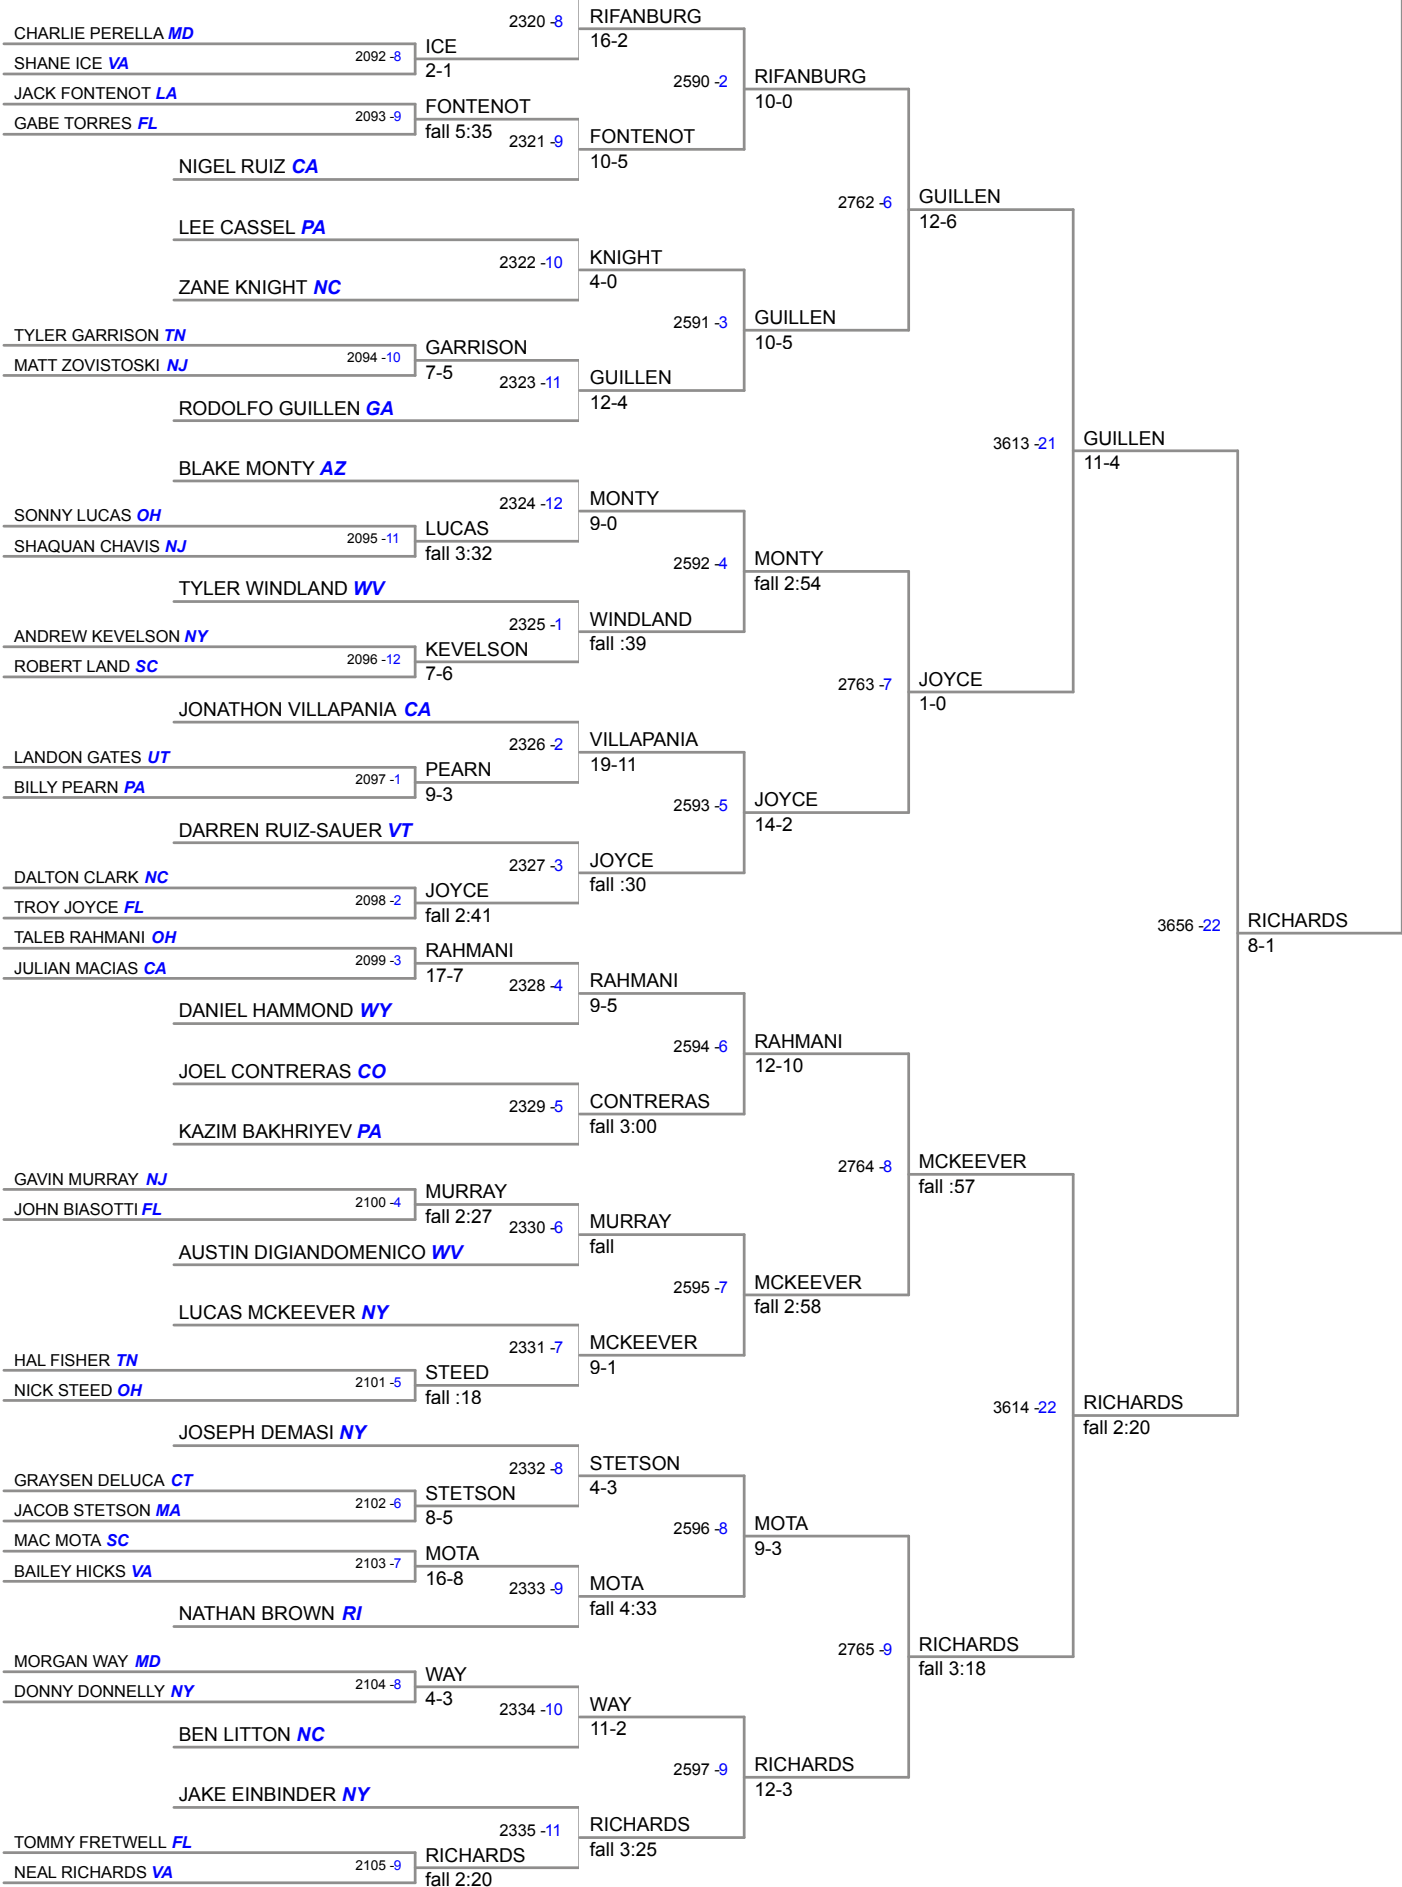 2320 -8 RIFANBURG
16-2
CHARLIE PERELLA MD
2092 -8 ICE
SHANE ICE VA
2-1
2590 -2 RIFANBURG
10-0
JACK FONTENOT LA
2093 -9 FONTENOT
GABE TORRES FL
fall 5:35
2321 -9 FONTENOT
10-5
NIGEL RUIZ CA
2762 -6 GUILLEN
12-6
LEE CASSEL PA
2322 -10 KNIGHT
4-0
ZANE KNIGHT NC
2591 -3 GUILLEN
10-5
TYLER GARRISON TN
2094 -10 GARRISON
MATT ZOVISTOSKI NJ
7-5
2323 -11 GUILLEN
12-4
RODOLFO GUILLEN GA
3613 -21 GUILLEN
11-4
BLAKE MONTY AZ
2324 -12 MONTY
9-0
SONNY LUCAS OH
2095 -11 LUCAS
SHAQUAN CHAVIS NJ
fall 3:32
2592 -4 MONTY
fall 2:54
TYLER WINDLAND WV
2325 -1 WINDLAND
fall :39
ANDREW KEVELSON NY
2096 -12 KEVELSON
ROBERT LAND SC
7-6
2763 -7 JOYCE
1-0
JONATHON VILLAPANIA CA
2326 -2 VILLAPANIA
19-11
LANDON GATES UT
2097 -1 PEARN
BILLY PEARN PA
9-3
2593 -5 JOYCE
14-2
DARREN RUIZ-SAUER VT
2327 -3 JOYCE
fall :30
DALTON CLARK NC
2098 -2 JOYCE
TROY JOYCE FL
fall 2:41
3656 -22 RICHARDS
8-1
TALEB RAHMANI OH
2099 -3 RAHMANI
JULIAN MACIAS CA
17-7
2328 -4 RAHMANI
9-5
DANIEL HAMMOND WY
2594 -6 RAHMANI
12-10
JOEL CONTRERAS CO
2329 -5 CONTRERAS
fall 3:00
KAZIM BAKHRIYEV PA
2764 -8 MCKEEVER
fall :57
GAVIN MURRAY NJ
2100 -4 MURRAY
JOHN BIASOTTI FL
fall 2:27
2330 -6 MURRAY
fall
AUSTIN DIGIANDOMENICO WV
2595 -7 MCKEEVER
fall 2:58
LUCAS MCKEEVER NY
2331 -7 MCKEEVER
9-1
HAL FISHER TN
2101 -5 STEED
NICK STEED OH
fall :18
3614 -22 RICHARDS
fall 2:20
JOSEPH DEMASI NY
2332 -8 STETSON
4-3
GRAYSEN DELUCA CT
2102 -6 STETSON
JACOB STETSON MA
8-5
2596 -8 MOTA
9-3
MAC MOTA SC
2103 -7 MOTA
BAILEY HICKS VA
16-8
2333 -9 MOTA
fall 4:33
NATHAN BROWN RI
2765 -9 RICHARDS
fall 3:18
MORGAN WAY MD
2104 -8 WAY
DONNY DONNELLY NY
4-3
2334 -10 WAY
11-2
BEN LITTON NC
2597 -9 RICHARDS
12-3
JAKE EINBINDER NY
2335 -11 RICHARDS
fall 3:25
TOMMY FRETWELL FL
2105 -9 RICHARDS
NEAL RICHARDS VA
fall 2:20